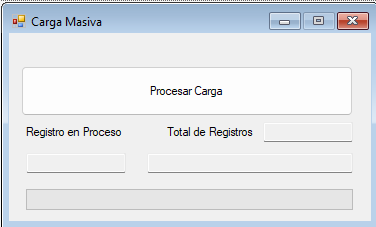 Carga Masiva
Procesar Carga
Registro en Proceso Total de Registros